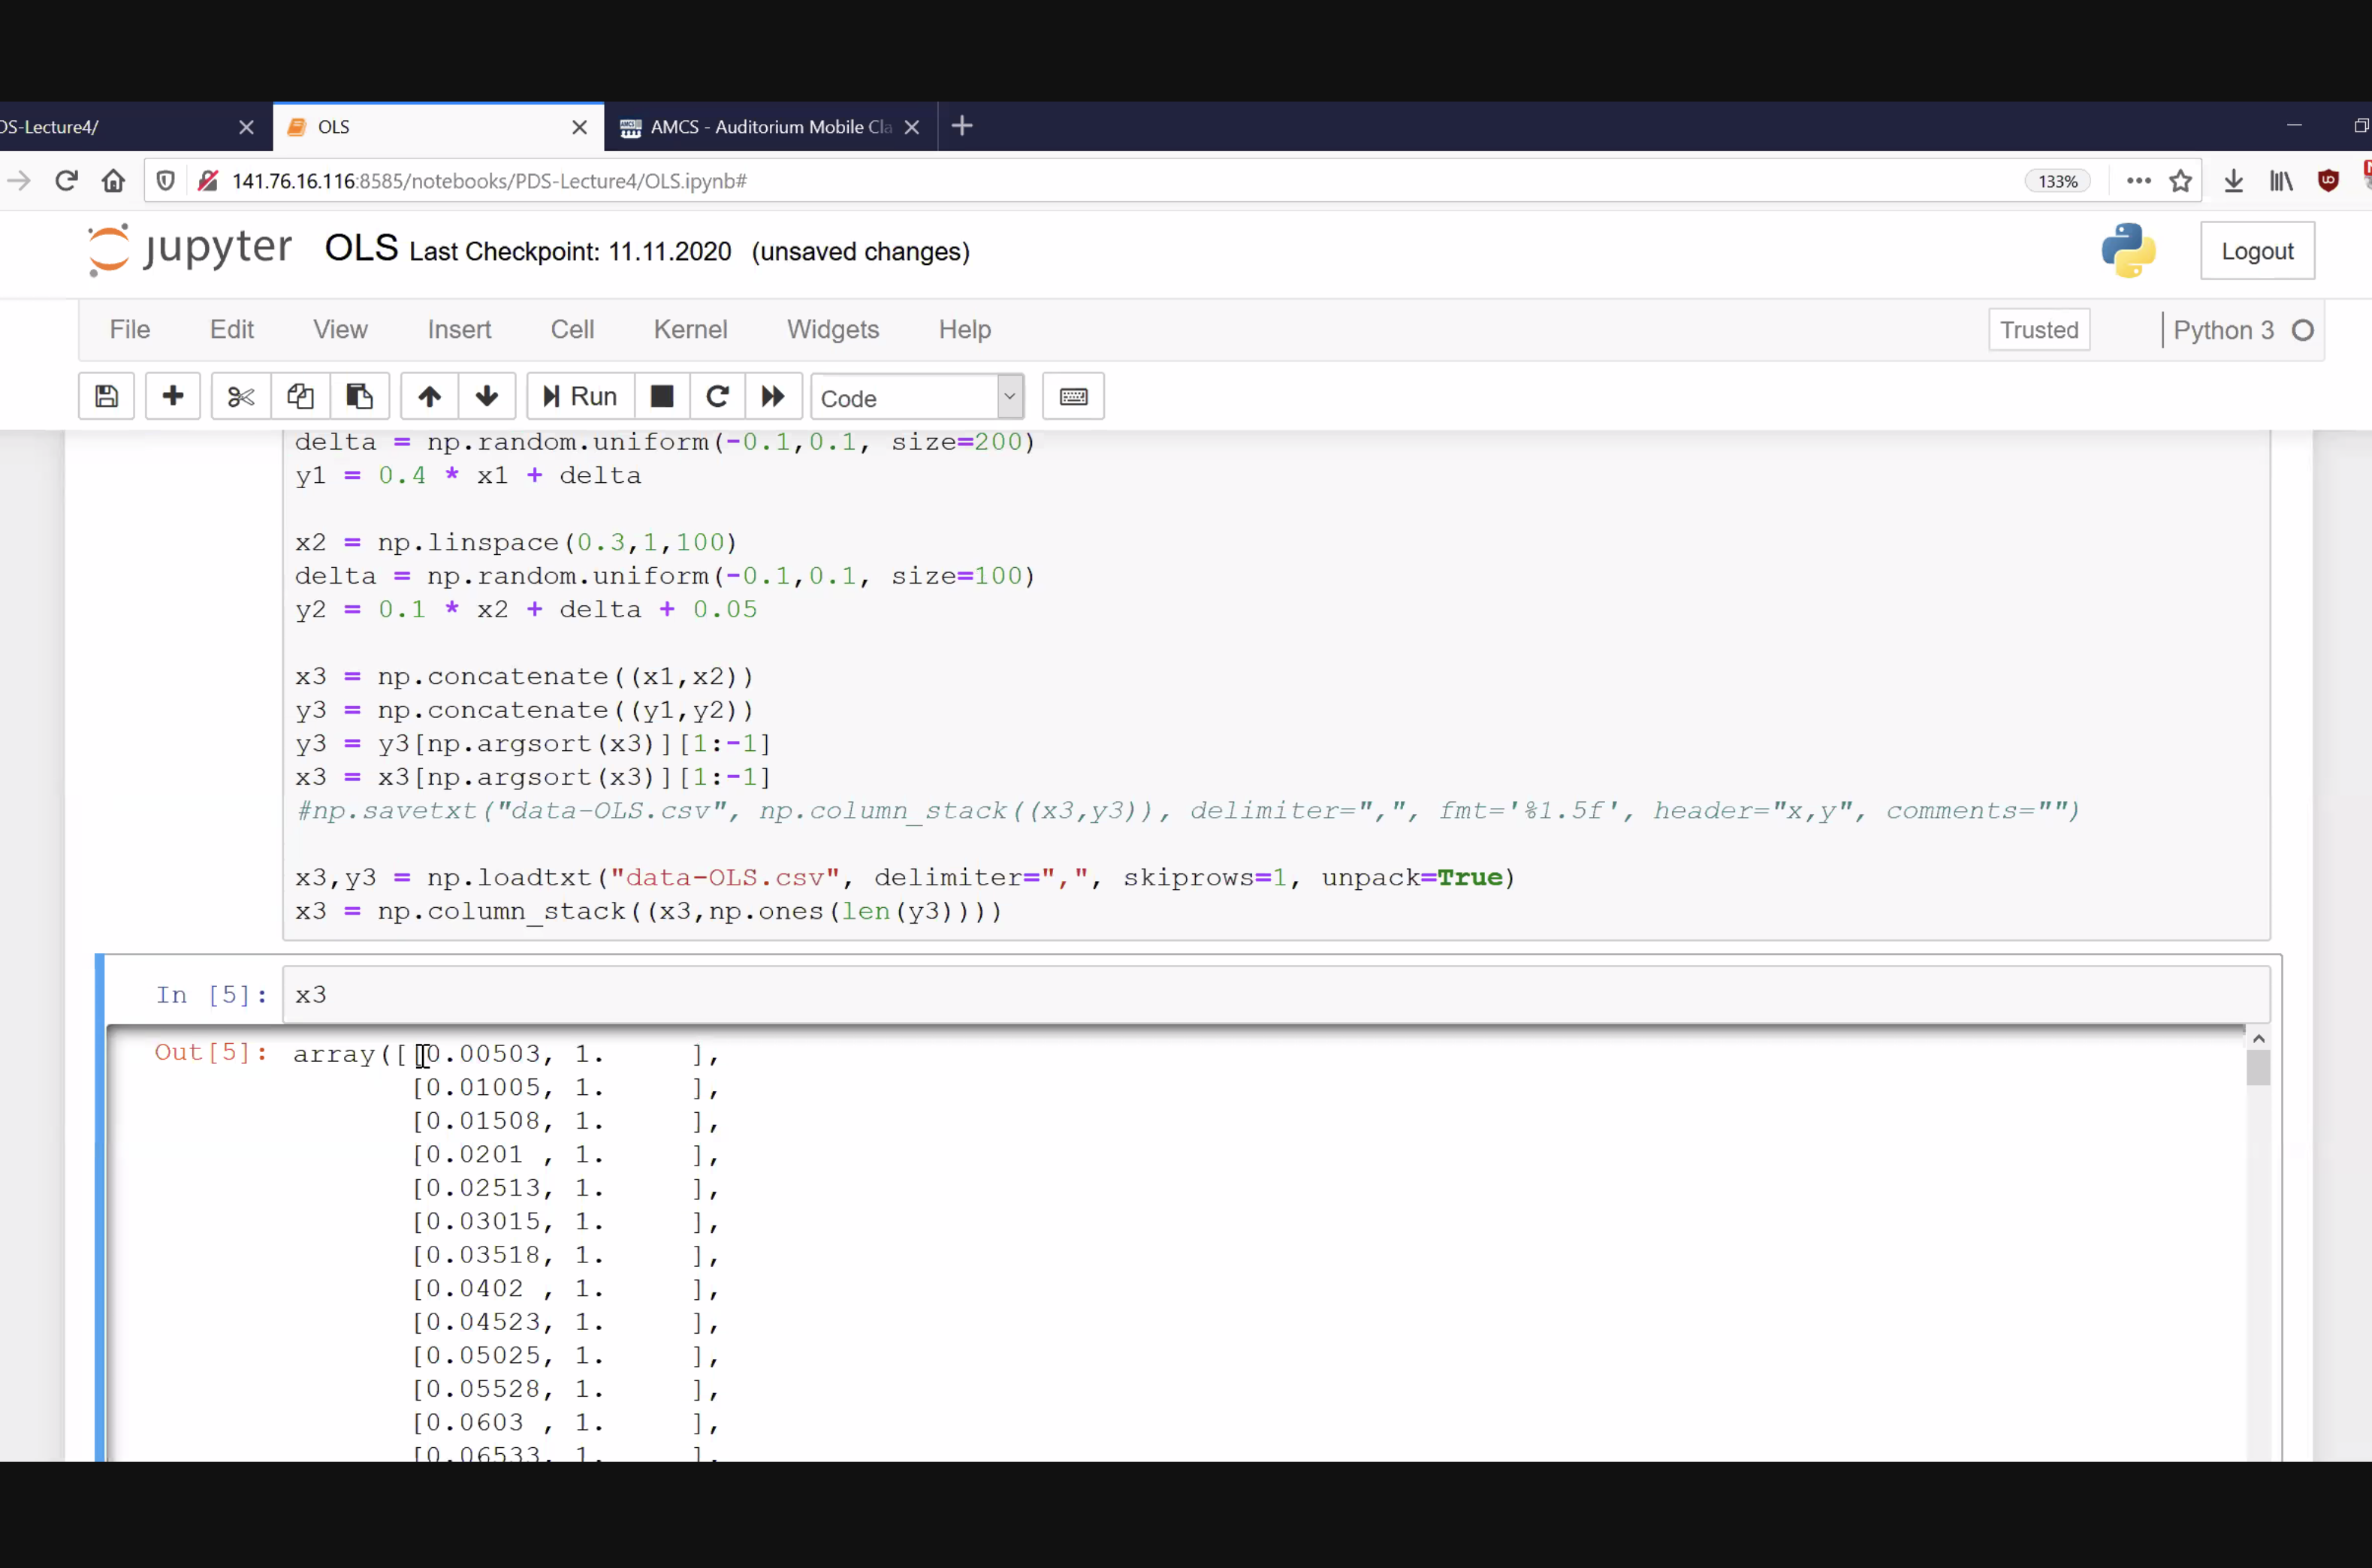 DS-Lecture4/
OLS
AMCS - Auditorium Mobile Cla
141.76.16.116:8585/notebooks/PDS-Lecture4/OLS.ipynb#
133%
jupyter OLS Last Checkpoint: 11.11.2020 (unsaved changes)
Logout
File Edit View Insert Cell Kernel Widgets Help
Trusted
Python 3
Run
Code
delta = np.random.uniform(-0.1,0.1, size=200)
y1 = 0.4 * x1 + delta
x2 = np.linspace(0.3,1,100)
delta = np.random.uniform(-0.1,0.1, size=100)
y2 = 0.1 * x2 + delta + 0.05
x3 = np.concatenate((x1,x2))
y3 = np.concatenate((y1,y2))
y3 = y3[np.argsort(x3)][1:-1]
x3 = x3[np.argsort(x3)][1:-1]
#np.savetxt("data-OLS.csv", np.column_stack((x3,y3)), delimiter=",", fmt='%1.5f', header="x,y", comments="")
x3,y3 = np.loadtxt("data-OLS.csv", delimiter=",", skiprows=1, unpack=True)
x3 = np.column_stack((x3,np.ones(len(y3))))
In [5]: x3
Out[5]: array([[0.00503, 1. ],
[0.01005, 1. ],
[0.01508, 1. ],
[0.0201 , 1. ],
[0.02513, 1. ],
[0.03015, 1. ],
[0.03518, 1. ],
[0.0402 , 1. ],
[0.04523, 1. ],
[0.05025, 1. ],
[0.05528, 1. ],
[0.0603 , 1. ],
[0.06533, 1. ],